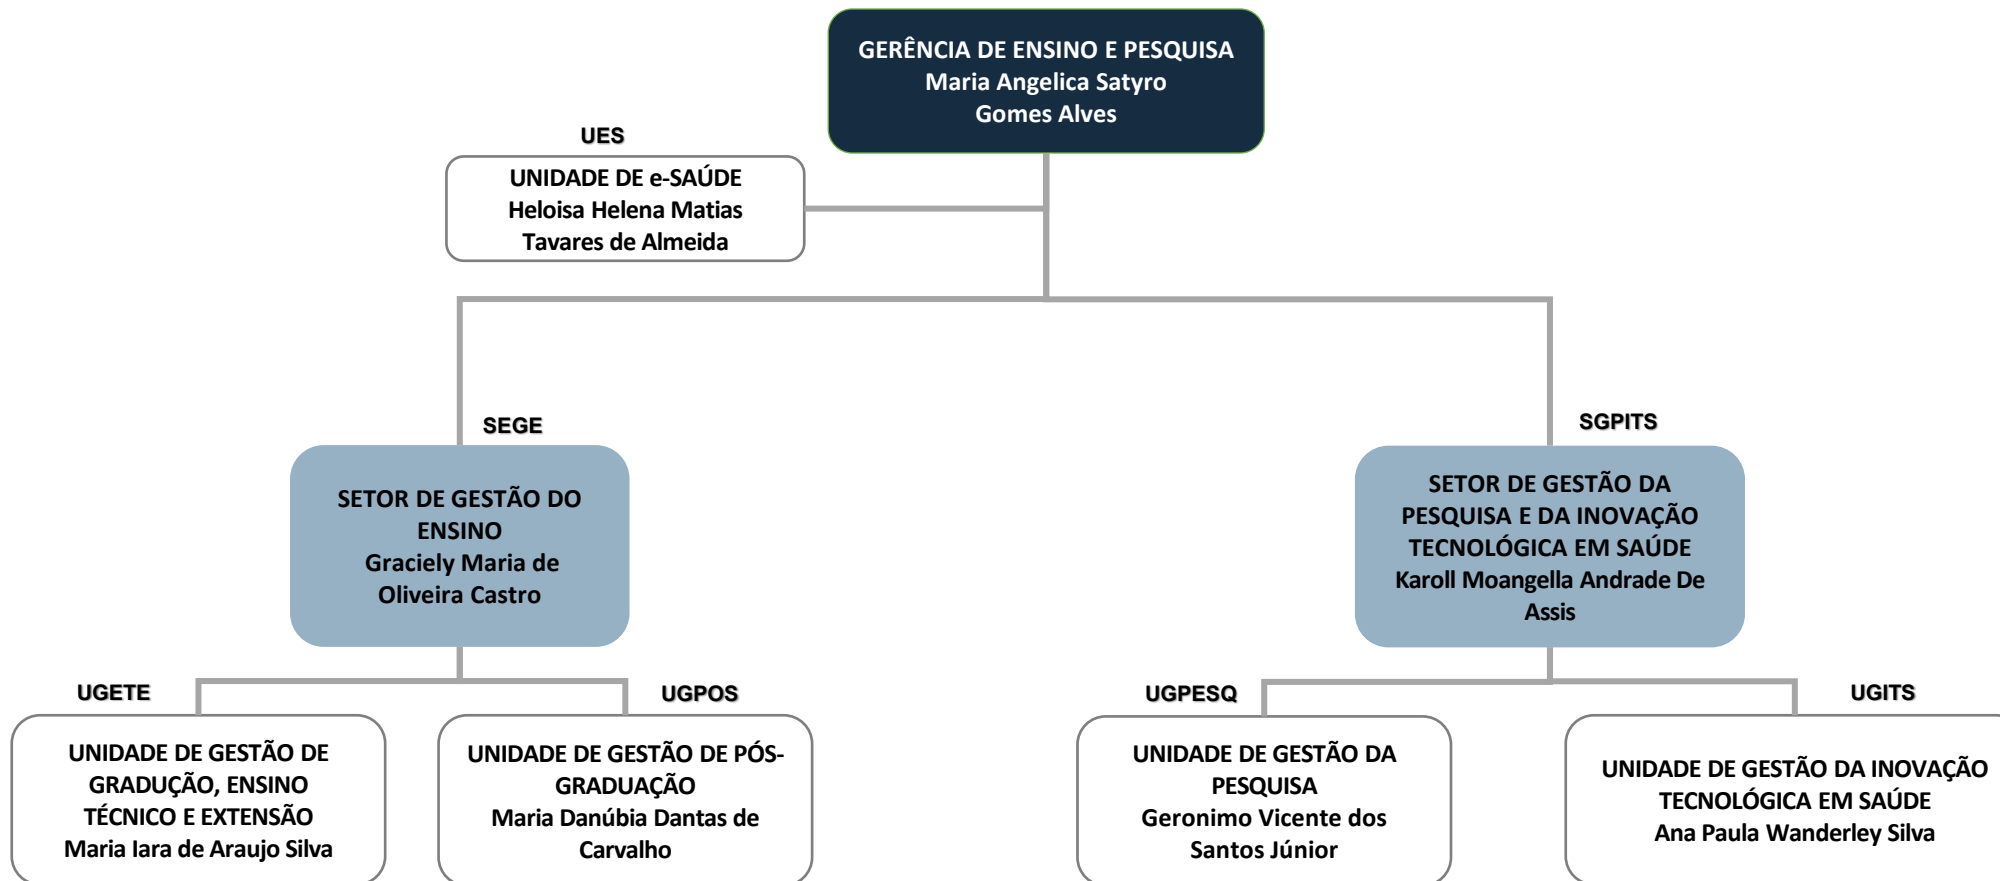 GERÊNCIA DE ENSINO E PESQUISA
Maria Angelica Satyro
Gomes Alves
UES
UNIDADE DE e-SAÚDE
Heloisa Helena Matias
Tavares de Almeida
SEGE
SETOR DE GESTÃO DO
ENSINO
Graciely Maria de
Oliveira Castro
SGPITS
SETOR DE GESTÃO DA
PESQUISA E DA INOVAÇÃO
TECNOLÓGICA EM SAÚDE
Karoll Moangella Andrade De
Assis
UGETE
UNIDADE DE GESTÃO DE
GRADUÇÃO, ENSINO
TÉCNICO E EXTENSÃO
Maria Iara de Araujo Silva
UGPOS
UNIDADE DE GESTÃO DE PÓS-
GRADUAÇÃO
Maria Danúbia Dantas de
Carvalho
UGPESQ
UNIDADE DE GESTÃO DA
PESQUISA
Geronimo Vicente dos
Santos Júnior
UGITS
UNIDADE DE GESTÃO DA INOVAÇÃO
TECNOLÓGICA EM SAÚDE
Ana Paula Wanderley Silva